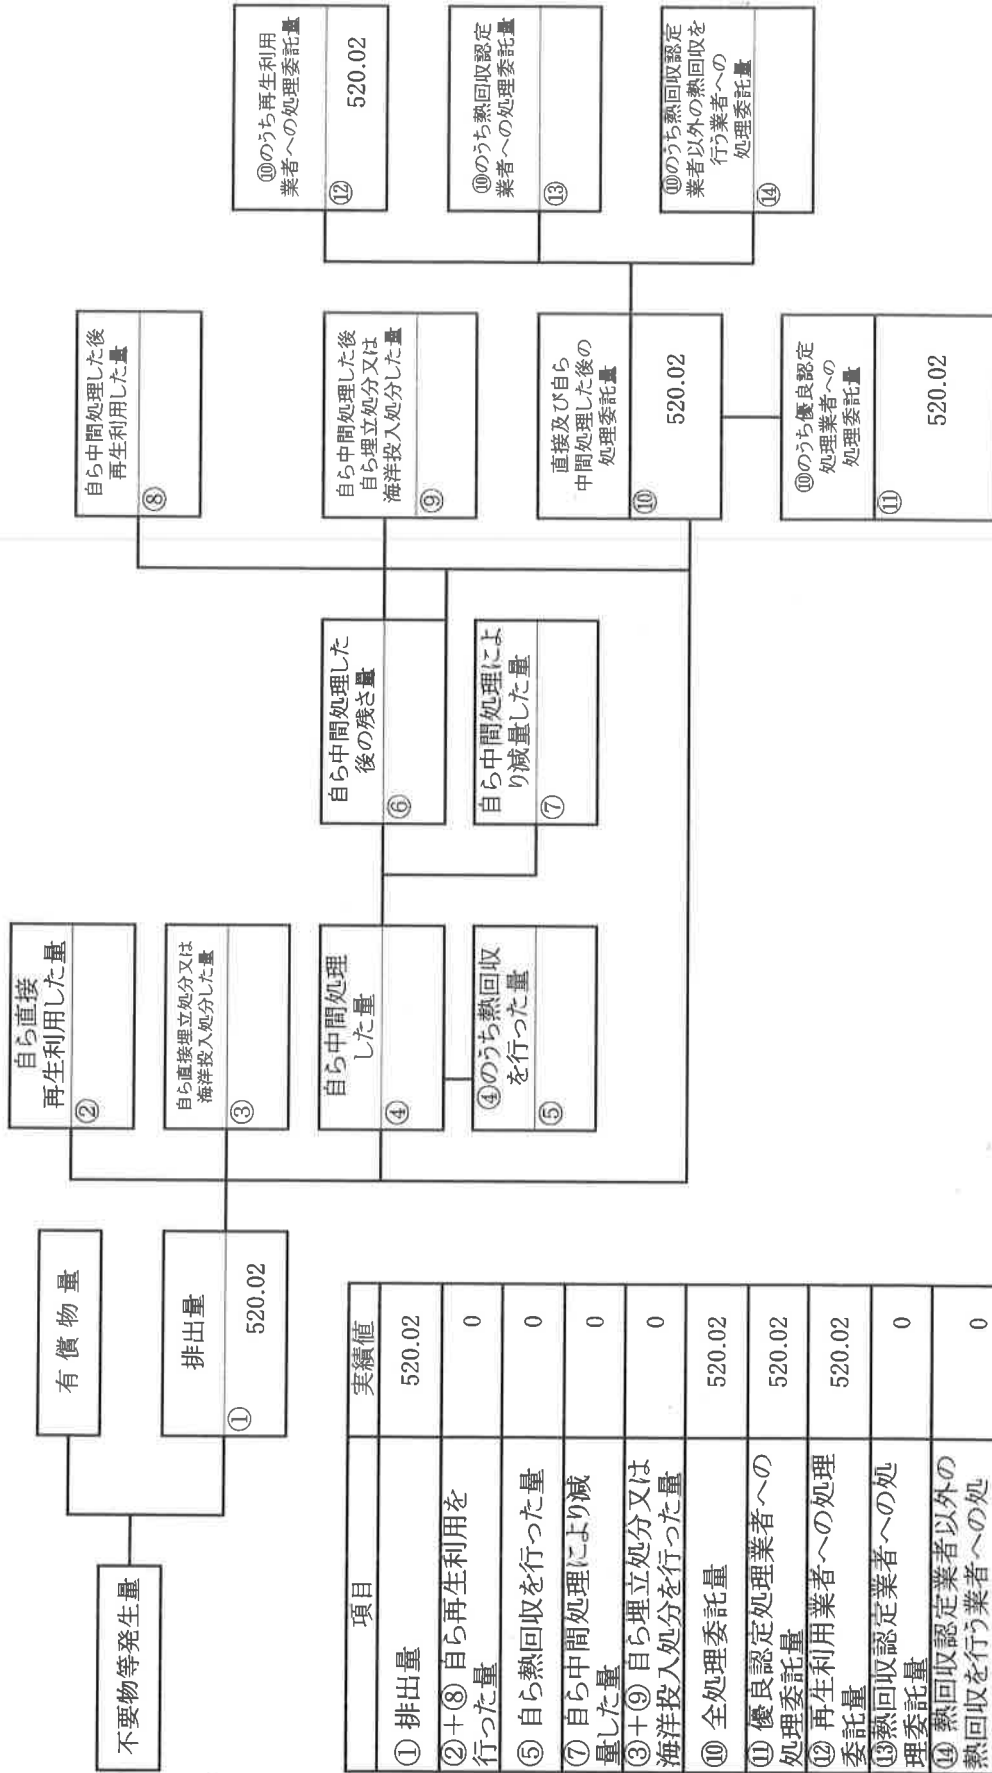 不要物等発生量
有償物量
排出量
①
520.02
自ら直接
再生利用した量
②
自ら直接埋立処分又は
海洋投入処分した量
③
自ら中間処理
した量
④
④のうち熱回収
を行った量
⑤
自ら中間処理した
後の残さ量
⑥
自ら中間処理によ
り減量した量
⑦
自ら中間処理した後
再生利用した量
⑧
自ら中間処理した後
自ら埋立処分又は
海洋投入処分した量
⑨
直接及び自ら
中間処理した後の
処理委託量
⑩
520.02
⑩のうち優良認定
処理業者への
処理委託量
⑪
520.02
⑩のうち再生利用
業者への処理委託量
⑫
520.02
⑩のうち熱回収認定
業者への処理委託量
⑬
⑩のうち熱回収認定
業者以外の熱回収を
行う業者への
処理委託量
⑭
項目 実績値
① 排出量 520.02
②+⑧ 自ら再生利用を
行った量 0
⑤ 自ら熱回収を行った量 0
⑦ 自ら中間処理により減
量した量 0
③+⑨ 自ら埋立処分又は
海洋投入処分を行った量 0
⑩ 全処理委託量 520.02
⑪ 優良認定処理業者への
処理委託量 520.02
⑫ 再生利用業者への処理
委託量 520.02
⑬熱回収認定業者への処
理委託量 0
⑭ 熱回収認定業者以外の
熱回収を行う業者への処 0